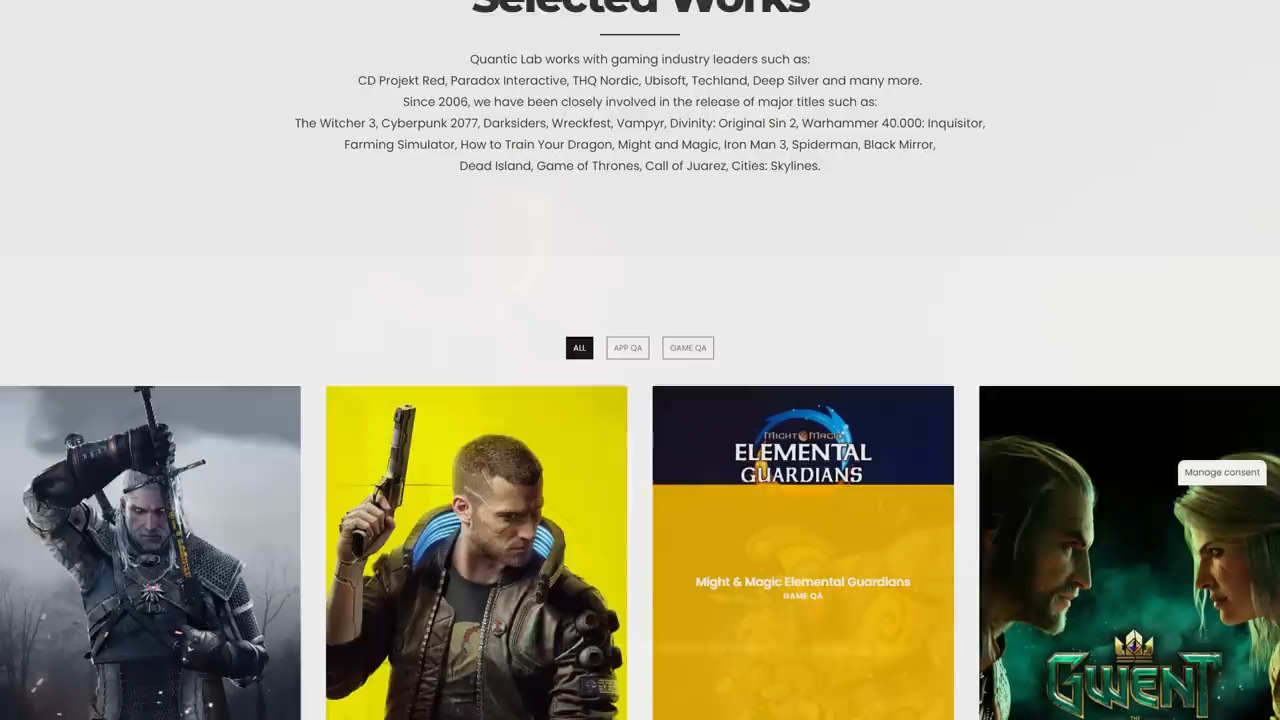 Selected Works
Quantic Lab works with gaming industry leaders such as:
CD Projekt Red, Paradox Interactive, THQ Nordic, Ubisoft, Techland, Deep Silver and many more.
Since 2006, we have been closely involved in the release of major titles such as:
The Witcher 3, Cyberpunk 2077, Darksiders, Wreckfest, Vampyr, Divinity: Original Sin 2, Warhammer 40.000: Inquisitor,
Farming Simulator, How to Train Your Dragon, Might and Magic, Iron Man 3, Spiderman, Black Mirror,
Dead Island, Game of Thrones, Call of Juarez, Cities: Skylines.
ALL APP QA GAME QA
MIGHT & MAGIC
ELEMENTAL
GUARDIANS
Manage consent
Might & Magic Elemental Guardians
GAME QA
GWENT
THE